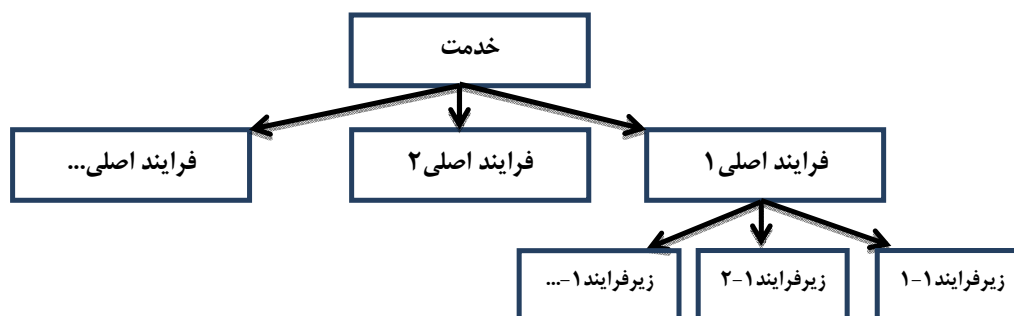 خدمت
فرایند اصلی۱
فرایند اصلی۲
فرایند اصلی...
زیرفرایند۱-۱
زیرفرایند۱-۲
زیرفرایند۱-...